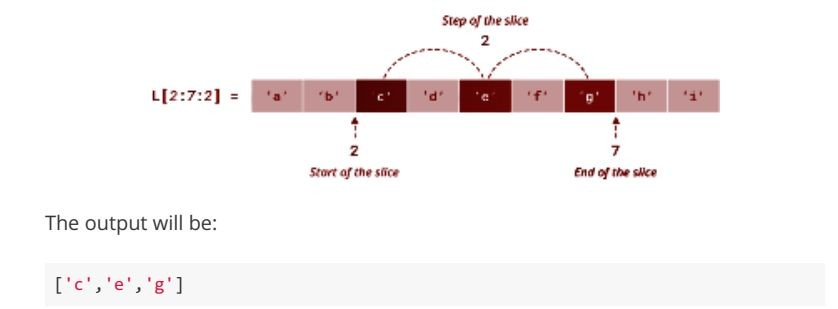 Step of the slice
2
L[2:7:2] = 'a' 'b' 'c' 'd' 'e' 'f' 'g' 'h' 'i'
2 7
Start of the slice End of the slice
The output will be:
['c','e','g']